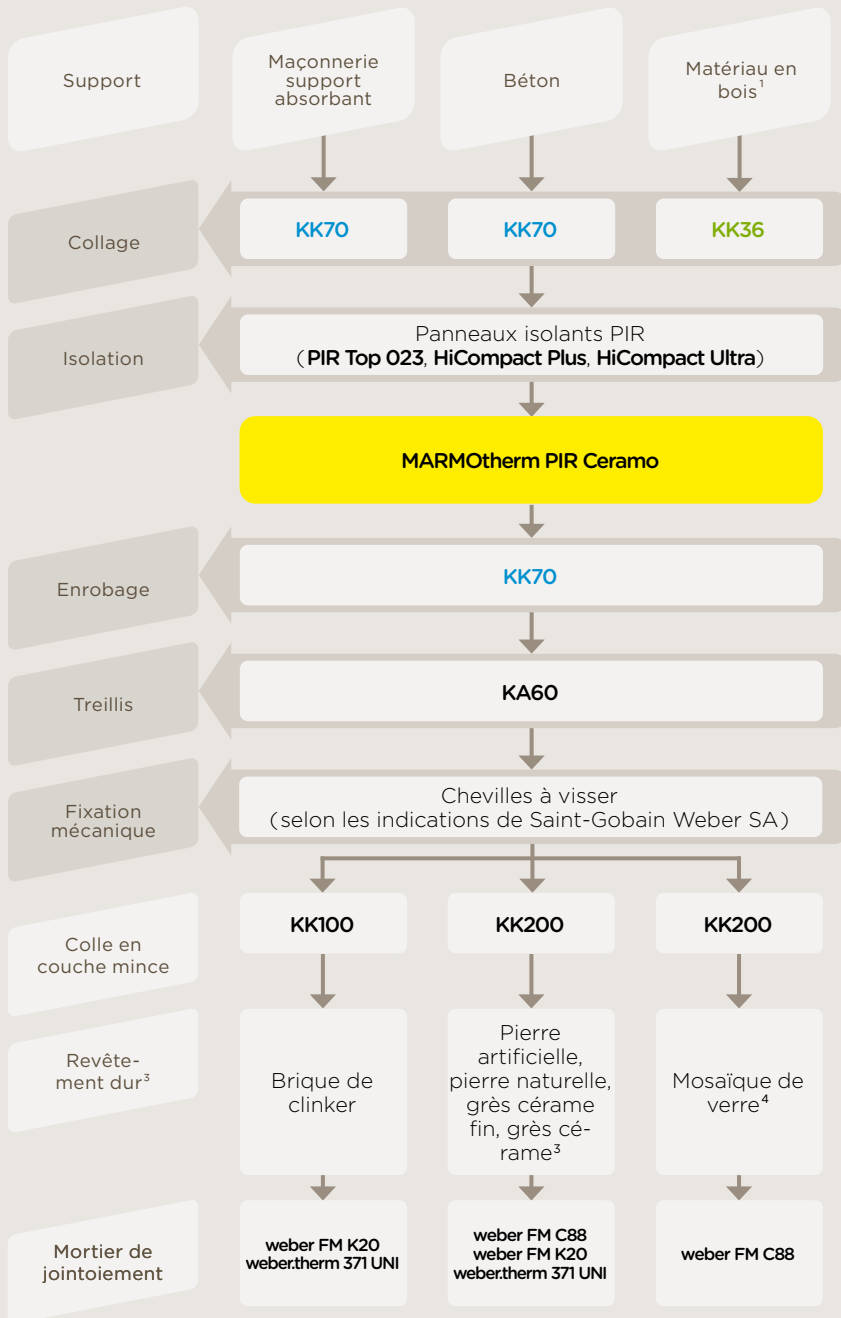 Support
Maçonnerie
support
absorbant
Béton
Matériau en
bois¹
Collage
KK70
KK70
KK36
Isolation
Panneaux isolants PIR
(PIR Top 023, HiCompact Plus, HiCompact Ultra)
MARMOtherm PIR Ceramo
Enrobage
KK70
Treillis
KA60
Fixation
mécanique
Chevilles à visser
(selon les indications de Saint-Gobain Weber SA)
Colle en
couche mince
KK100
KK200
KK200
Revête-
ment dur³
Brique de
clinker
Pierre
artificielle,
pierre naturelle,
grès cérame
fin, grès cé-
rame³
Mosaïque de
verre⁴
Mortier de
jointoiement
weber FM K20
weber.therm 371 UNI
weber FM C88
weber FM K20
weber.therm 371 UNI
weber FM C88